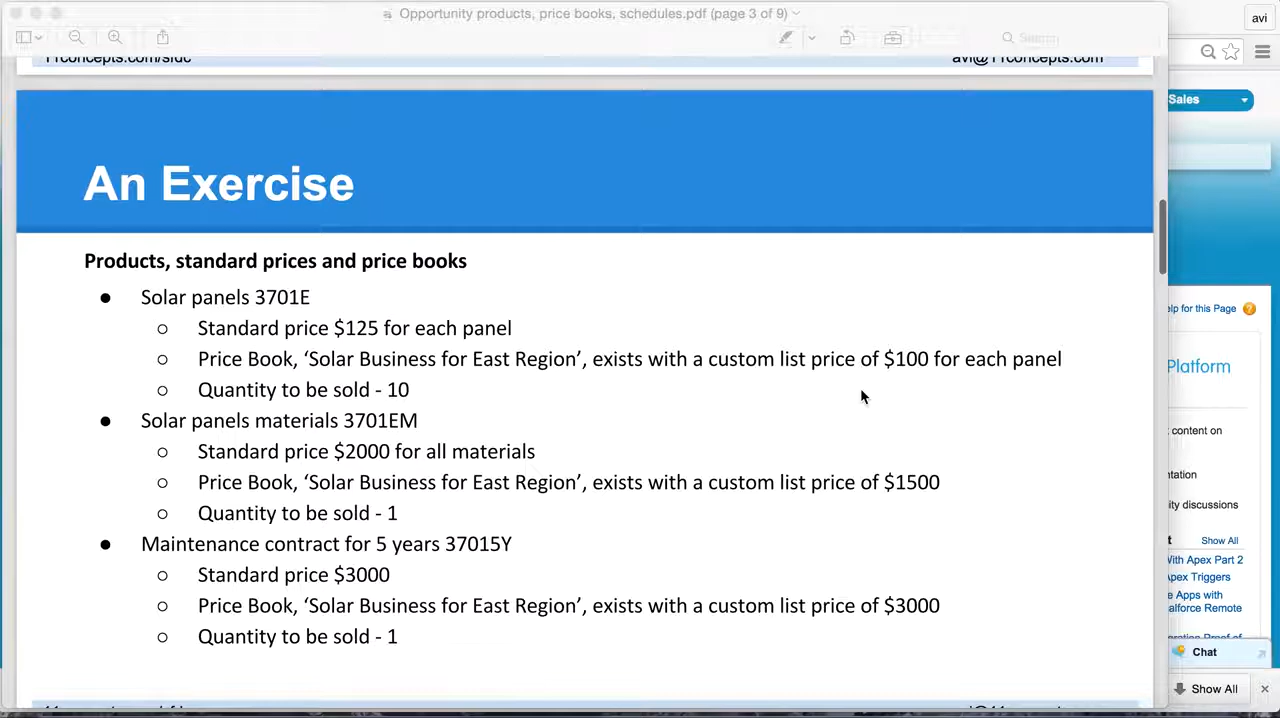 Opportunity products, price books, schedules.pdf (page 3 of 9)
avi
Search
11concepts.com/sfdc
avi@11concepts.com
Sales
An Exercise
Products, standard prices and price books
● Solar panels 3701E
○ Standard price $125 for each panel
○ Price Book, ‘Solar Business for East Region’, exists with a custom list price of $100 for each panel
○ Quantity to be sold - 10
● Solar panels materials 3701EM
○ Standard price $2000 for all materials
○ Price Book, ‘Solar Business for East Region’, exists with a custom list price of $1500
○ Quantity to be sold - 1
● Maintenance contract for 5 years 37015Y
○ Standard price $3000
○ Price Book, ‘Solar Business for East Region’, exists with a custom list price of $3000
○ Quantity to be sold - 1
elp for this Page
Platform
content on
ntation
ity discussions
t Show All
With Apex Part 2
Apex Triggers
e Apps with
alforce Remote
Chat
Show All